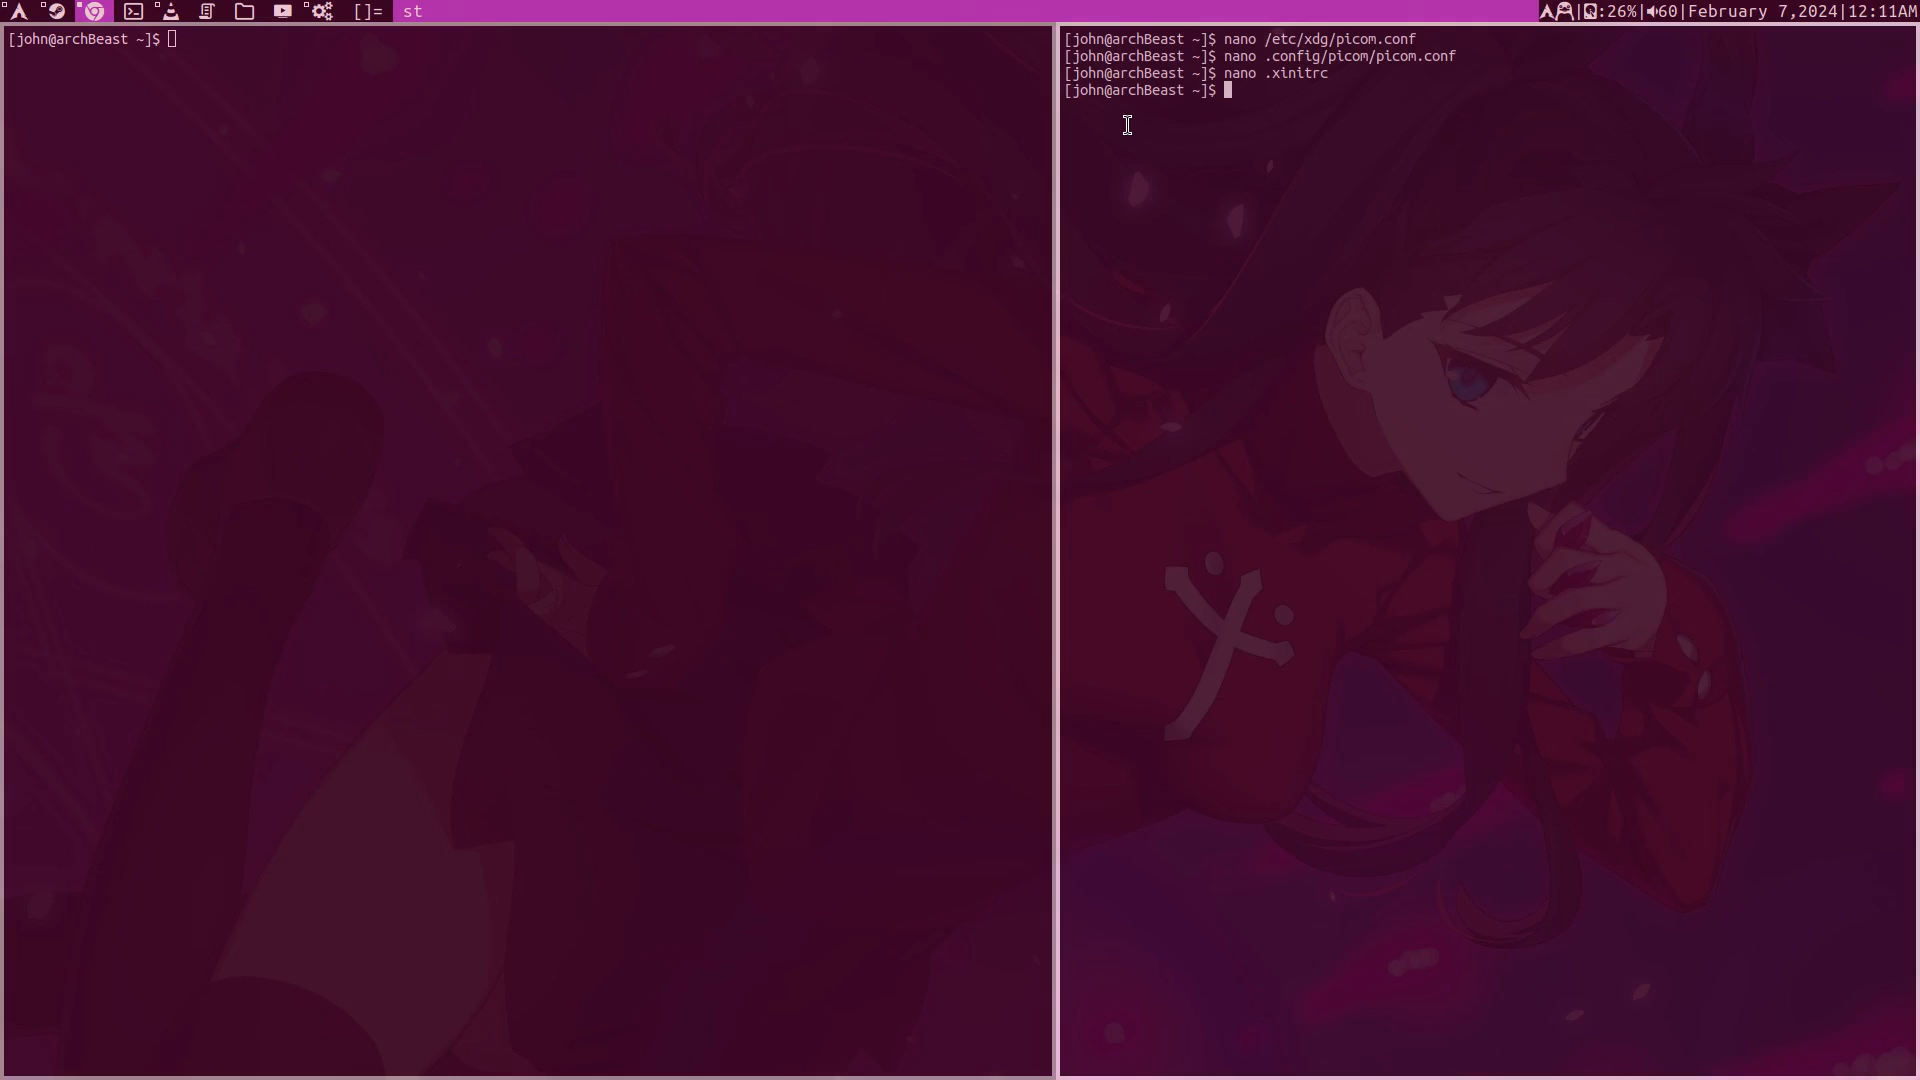 []= st :26%| 60|February 7,2024|12:11AM
[john@archBeast ~]$
[john@archBeast ~]$ nano /etc/xdg/picom.conf
[john@archBeast ~]$ nano .config/picom/picom.conf
[john@archBeast ~]$ nano .xinitrc
[john@archBeast ~]$